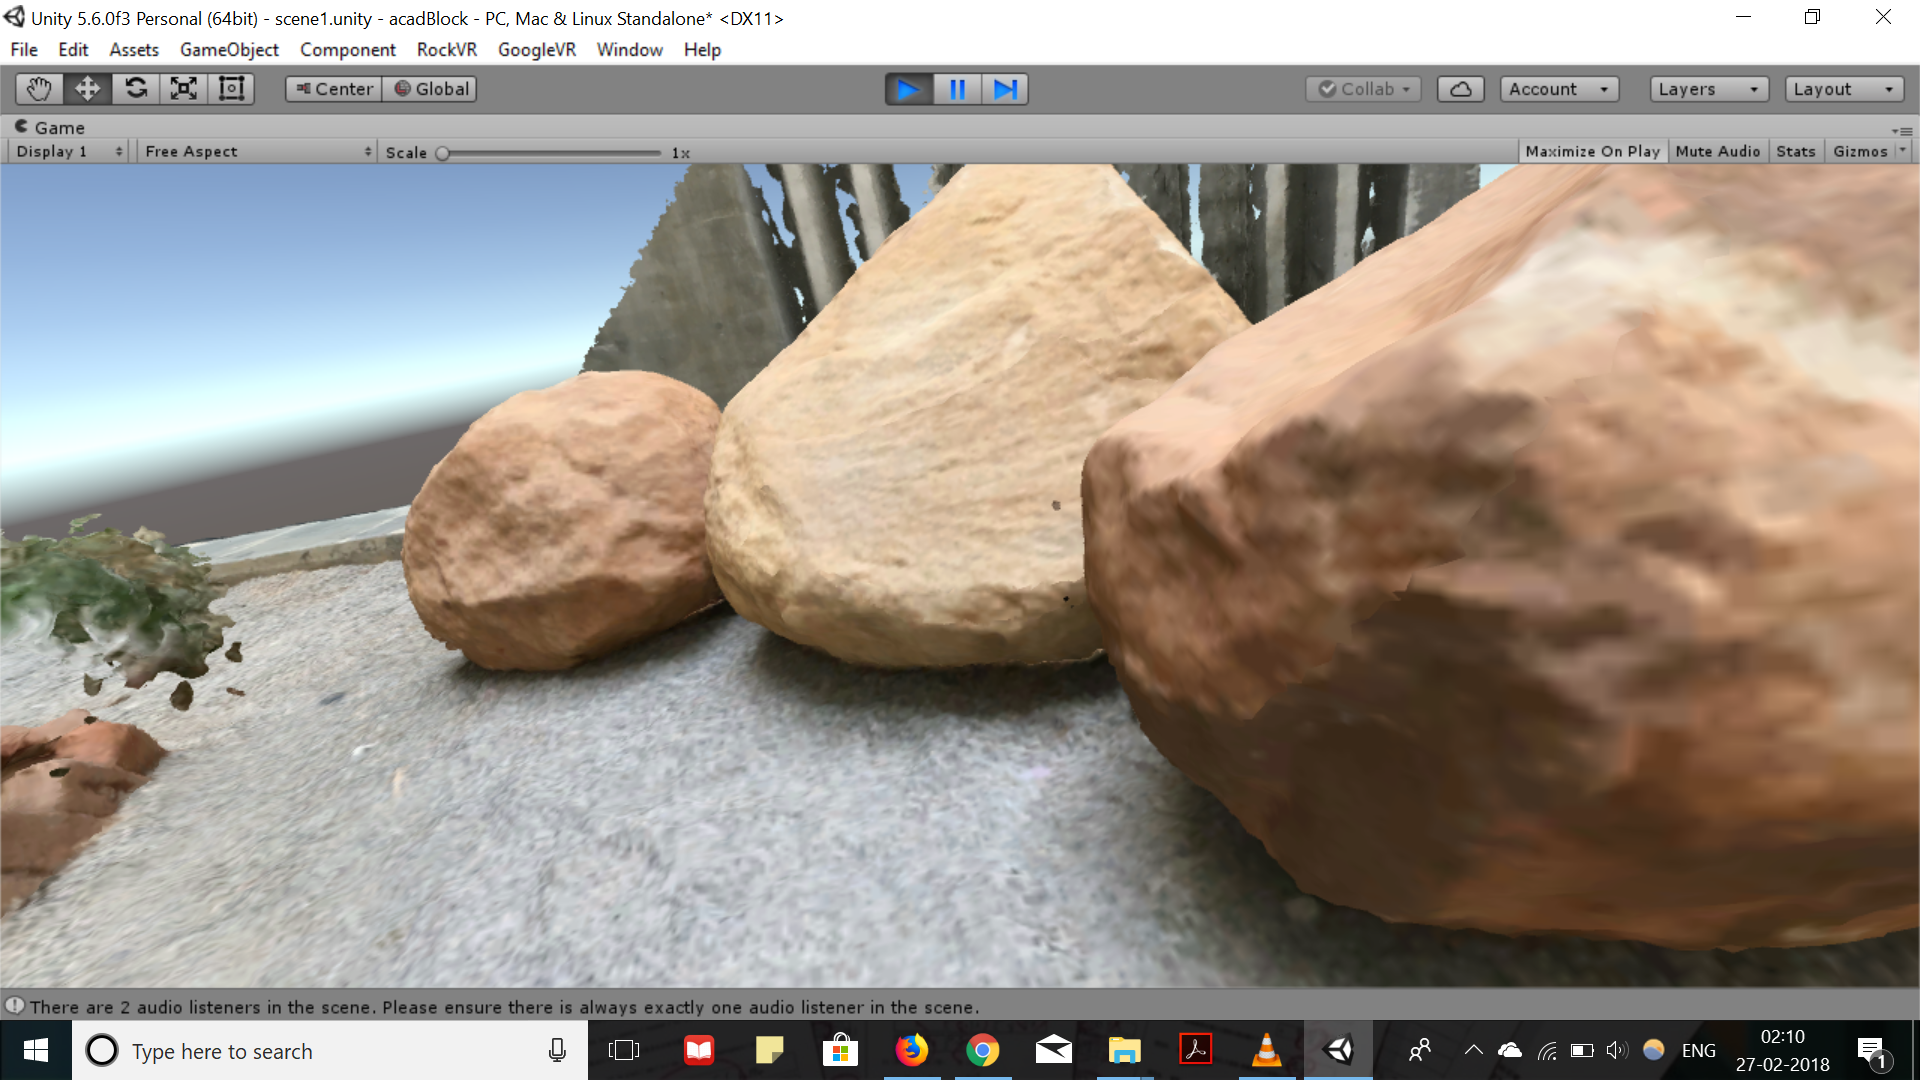 Unity 5.6.0f3 Personal (64bit) - scene1.unity - acadBlock - PC, Mac & Linux Standalone* <DX11>
File Edit Assets GameObject Component RockVR GoogleVR Window Help
Center Global Collab Account Layers Layout
Game
Display 1 Free Aspect Scale 1x Maximize On Play Mute Audio Stats Gizmos
There are 2 audio listeners in the scene. Please ensure there is always exactly one audio listener in the scene.
Type here to search ENG 02:10
27-02-2018 1